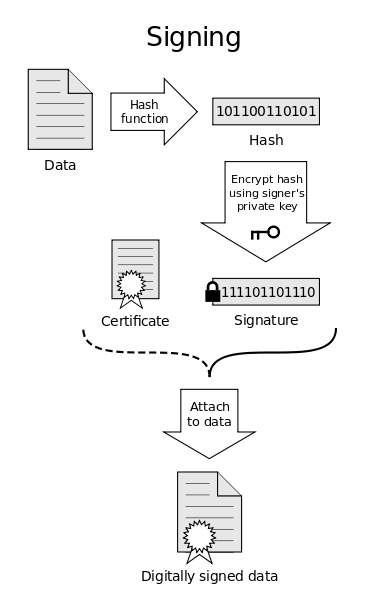 Signing
Hash
function
101100110101
Data
Hash
Encrypt hash
using signer's
private key
111101101110
Certificate
Signature
Attach
to data
Digitally signed data